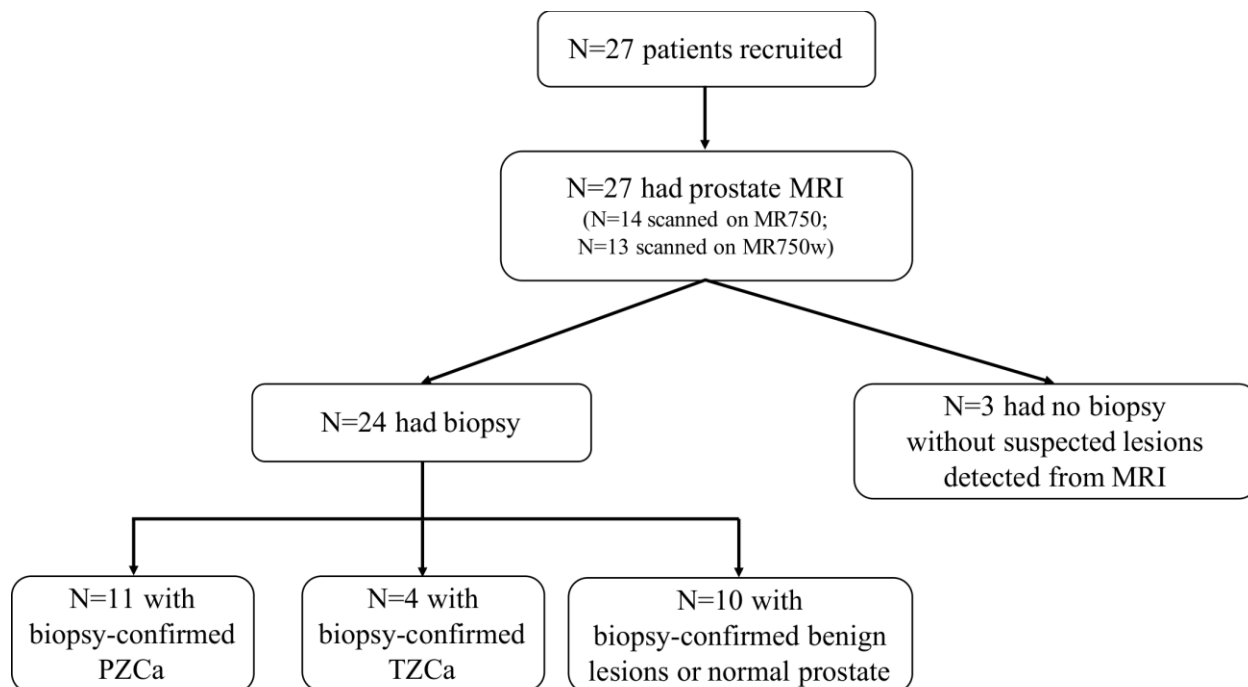 N=27 patients recruited
N=27 had prostate MRI
(N=14 scanned on MR750;
N=13 scanned on MR750w)
N=24 had biopsy
N=3 had no biopsy
without suspected lesions
detected from MRI
N=11 with
biopsy-confirmed
PZCa
N=4 with
biopsy-confirmed
TZCa
N=10 with
biopsy-confirmed benign
lesions or normal prostate